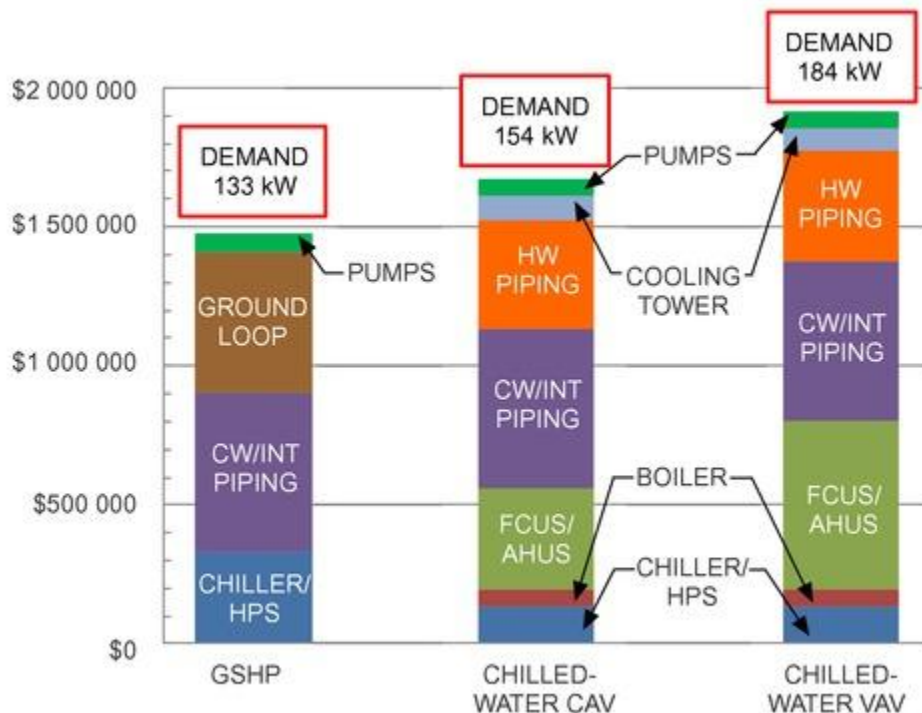 DEMAND
184 kW
$2 000 000
DEMAND
154 kW
DEMAND
133 kW
PUMPS
HW
PIPING
$1 500 000
HW
PIPING
PUMPS
COOLING
TOWER
GROUND
LOOP
CW/INT
PIPING
$1 000 000
CW/INT
PIPING
CW/INT
PIPING
BOILER
$500 000
FCUS/
AHUS
FCUS/
AHUS
CHILLER/
HPS
CHILLER/
HPS
$0
GSHP
CHILLED-
WATER CAV
CHILLED-
WATER VAV